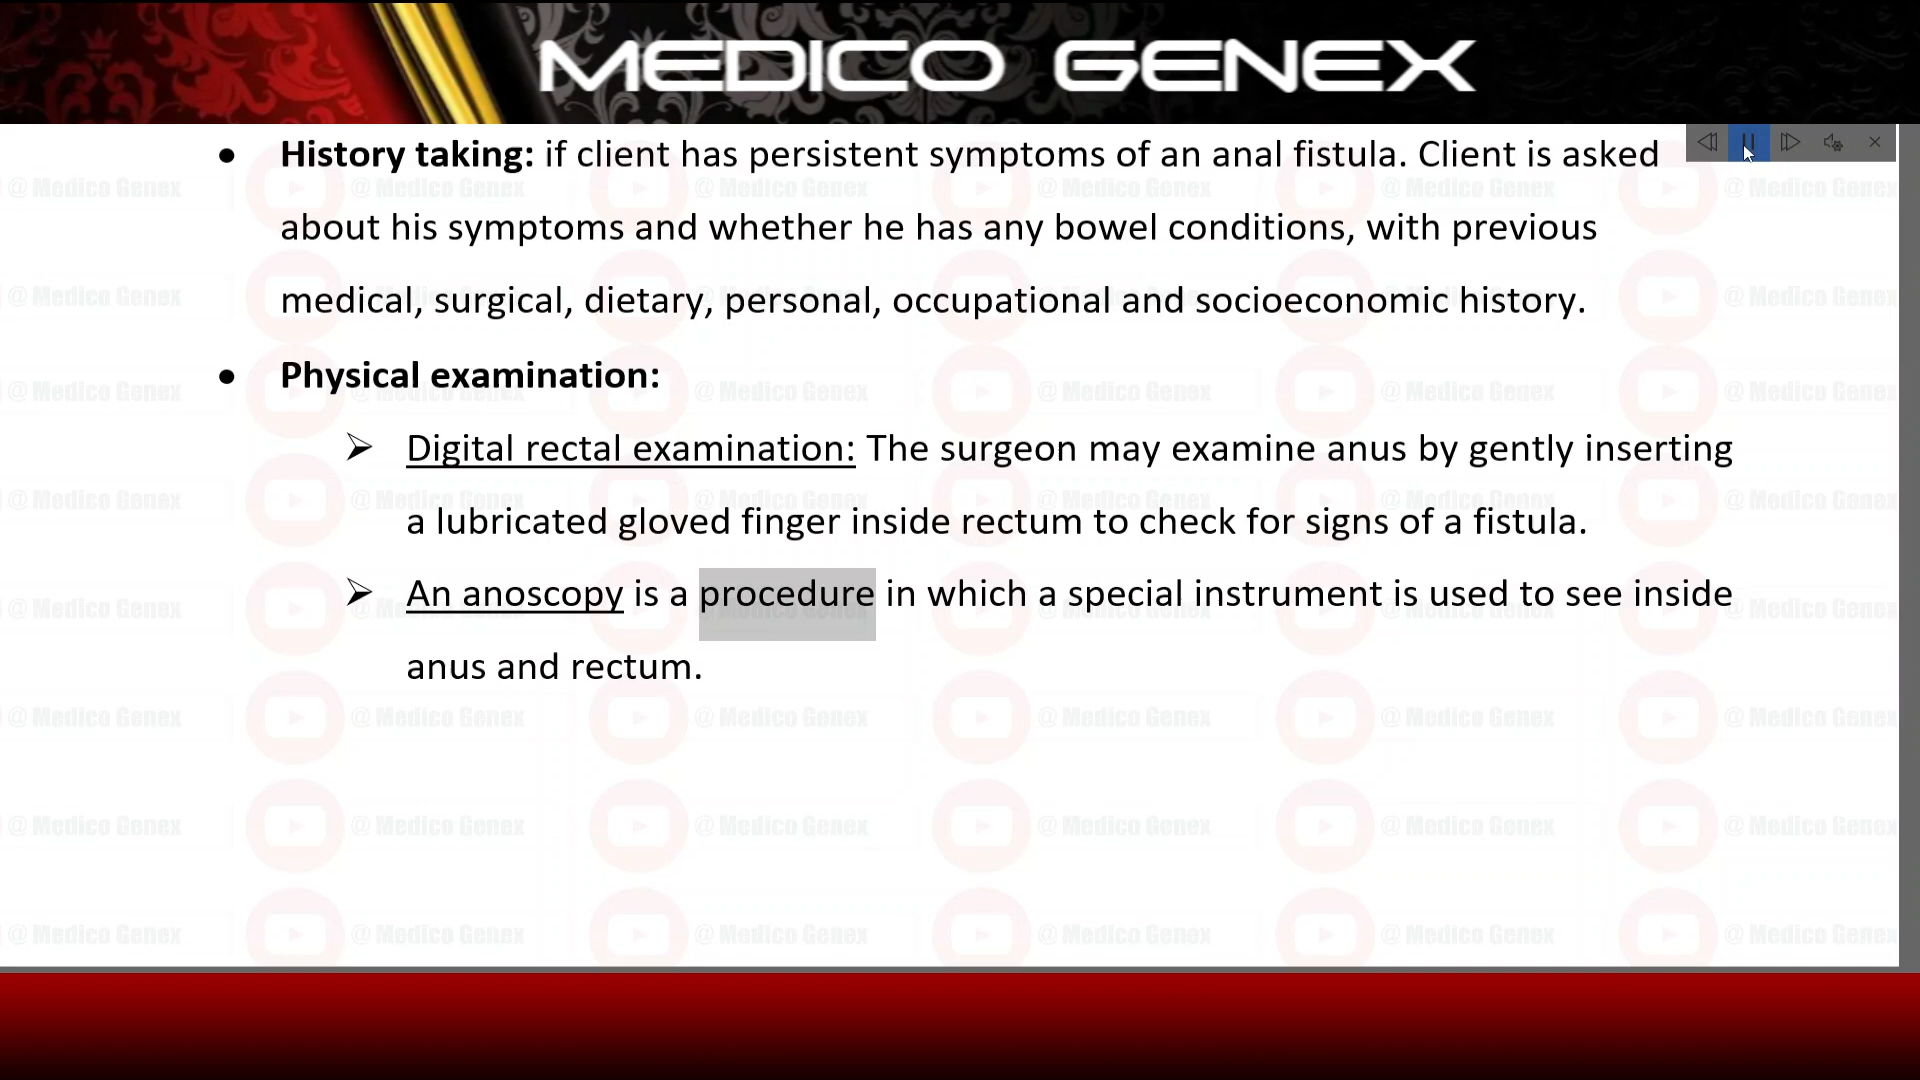 MEDICO GENEX
• History taking: if client has persistent symptoms of an anal fistula. Client is asked
about his symptoms and whether he has any bowel conditions, with previous
medical, surgical, dietary, personal, occupational and socioeconomic history.
• Physical examination:
➢ Digital rectal examination: The surgeon may examine anus by gently inserting
a lubricated gloved finger inside rectum to check for signs of a fistula.
➢ An anoscopy is a procedure in which a special instrument is used to see inside
anus and rectum.
@ Medico Genex